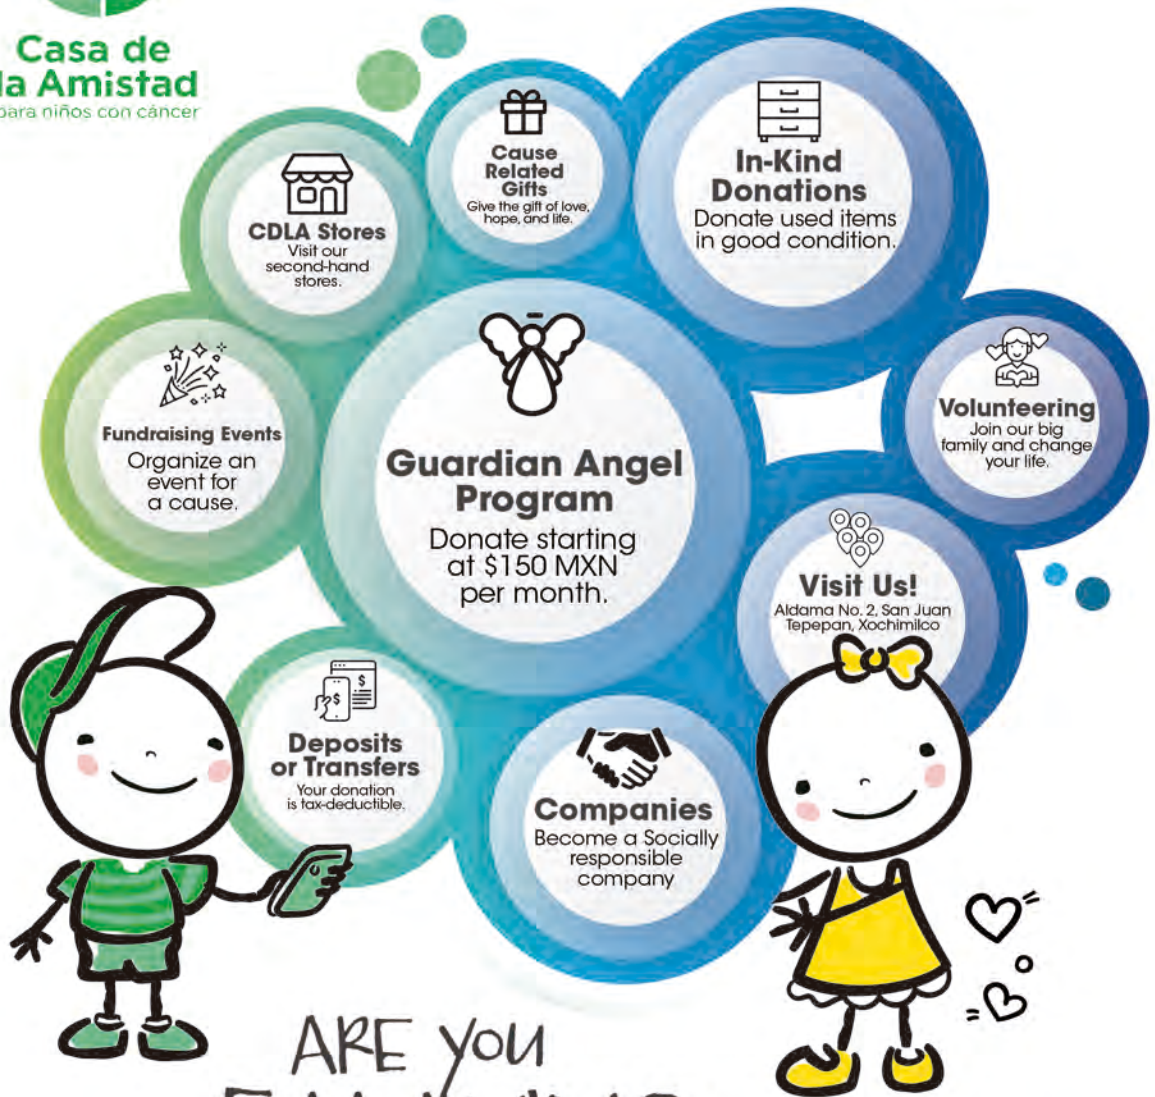 Casa de
la Amistad
para niños con cáncer
Cause
Related
Gifts
Give the gift of love,
hope, and life.
In-Kind
Donations
Donate used items
in good condition.
CDLA Stores
Visit our
second-hand
stores.
Fundraising Events
Organize an
event for
a cause.
Guardian Angel
Program
Donate starting
at $150 MXN
per month.
Volunteering
Join our big
family and change
your life.
Visit Us!
Aldama No. 2, San Juan
Tepepan, Xochimilco
Deposits
or Transfers
Your donation
is tax-deductible.
Companies
Become a Socially
responsible
company
ARE YOU